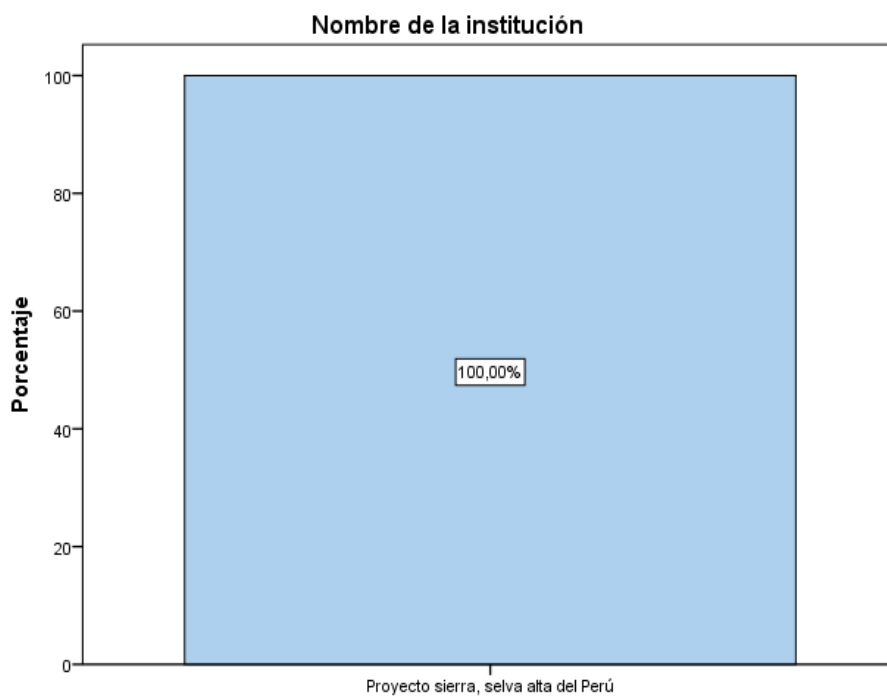 Nombre de la institución
Porcentaje
100
80
60
40
20
0
100,00%
Proyecto sierra, selva alta del Perú